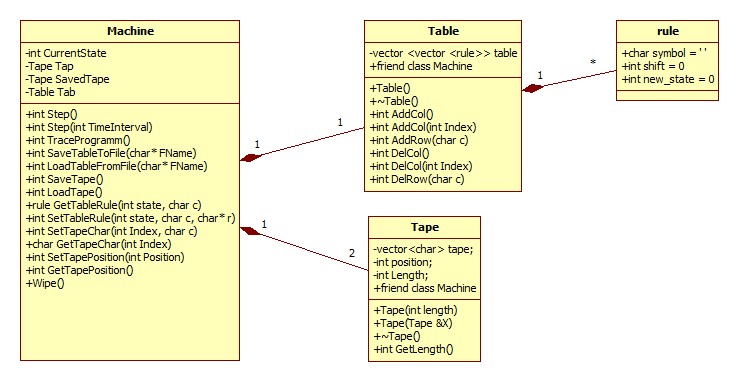 Machine
-int CurrentState
-Tape Tap
-Tape SavedTape
-Table Tab
+int Step()
+int Step(int TimeInterval)
+int TraceProgramm()
+int SaveTableToFile(char* FName)
+int LoadTableFromFile(char* FName)
+int SaveTape()
+int LoadTape()
+rule GetTableRule(int state, char c)
+int SetTableRule(int state, char c, char* r)
+int SetTapeChar(int Index, char c)
+char GetTapeChar(int Index)
+int SetTapePosition(int Position)
+int GetTapePosition()
+Wipe()
1
1
1
2
Table
-vector <vector <rule>> table
+friend class Machine
+Table()
+~Table()
+int AddCol()
+int AddCol(int Index)
+int AddRow(char c)
+int DelCol()
+int DelCol(int Index)
+int DelRow(char c)
1
*
rule
+char symbol = ' '
+int shift = 0
+int new_state = 0
Tape
-vector<char> tape;
-int position;
-int Length;
+friend class Machine
+Tape(int length)
+Tape(Tape &X)
+~Tape()
+int GetLength()